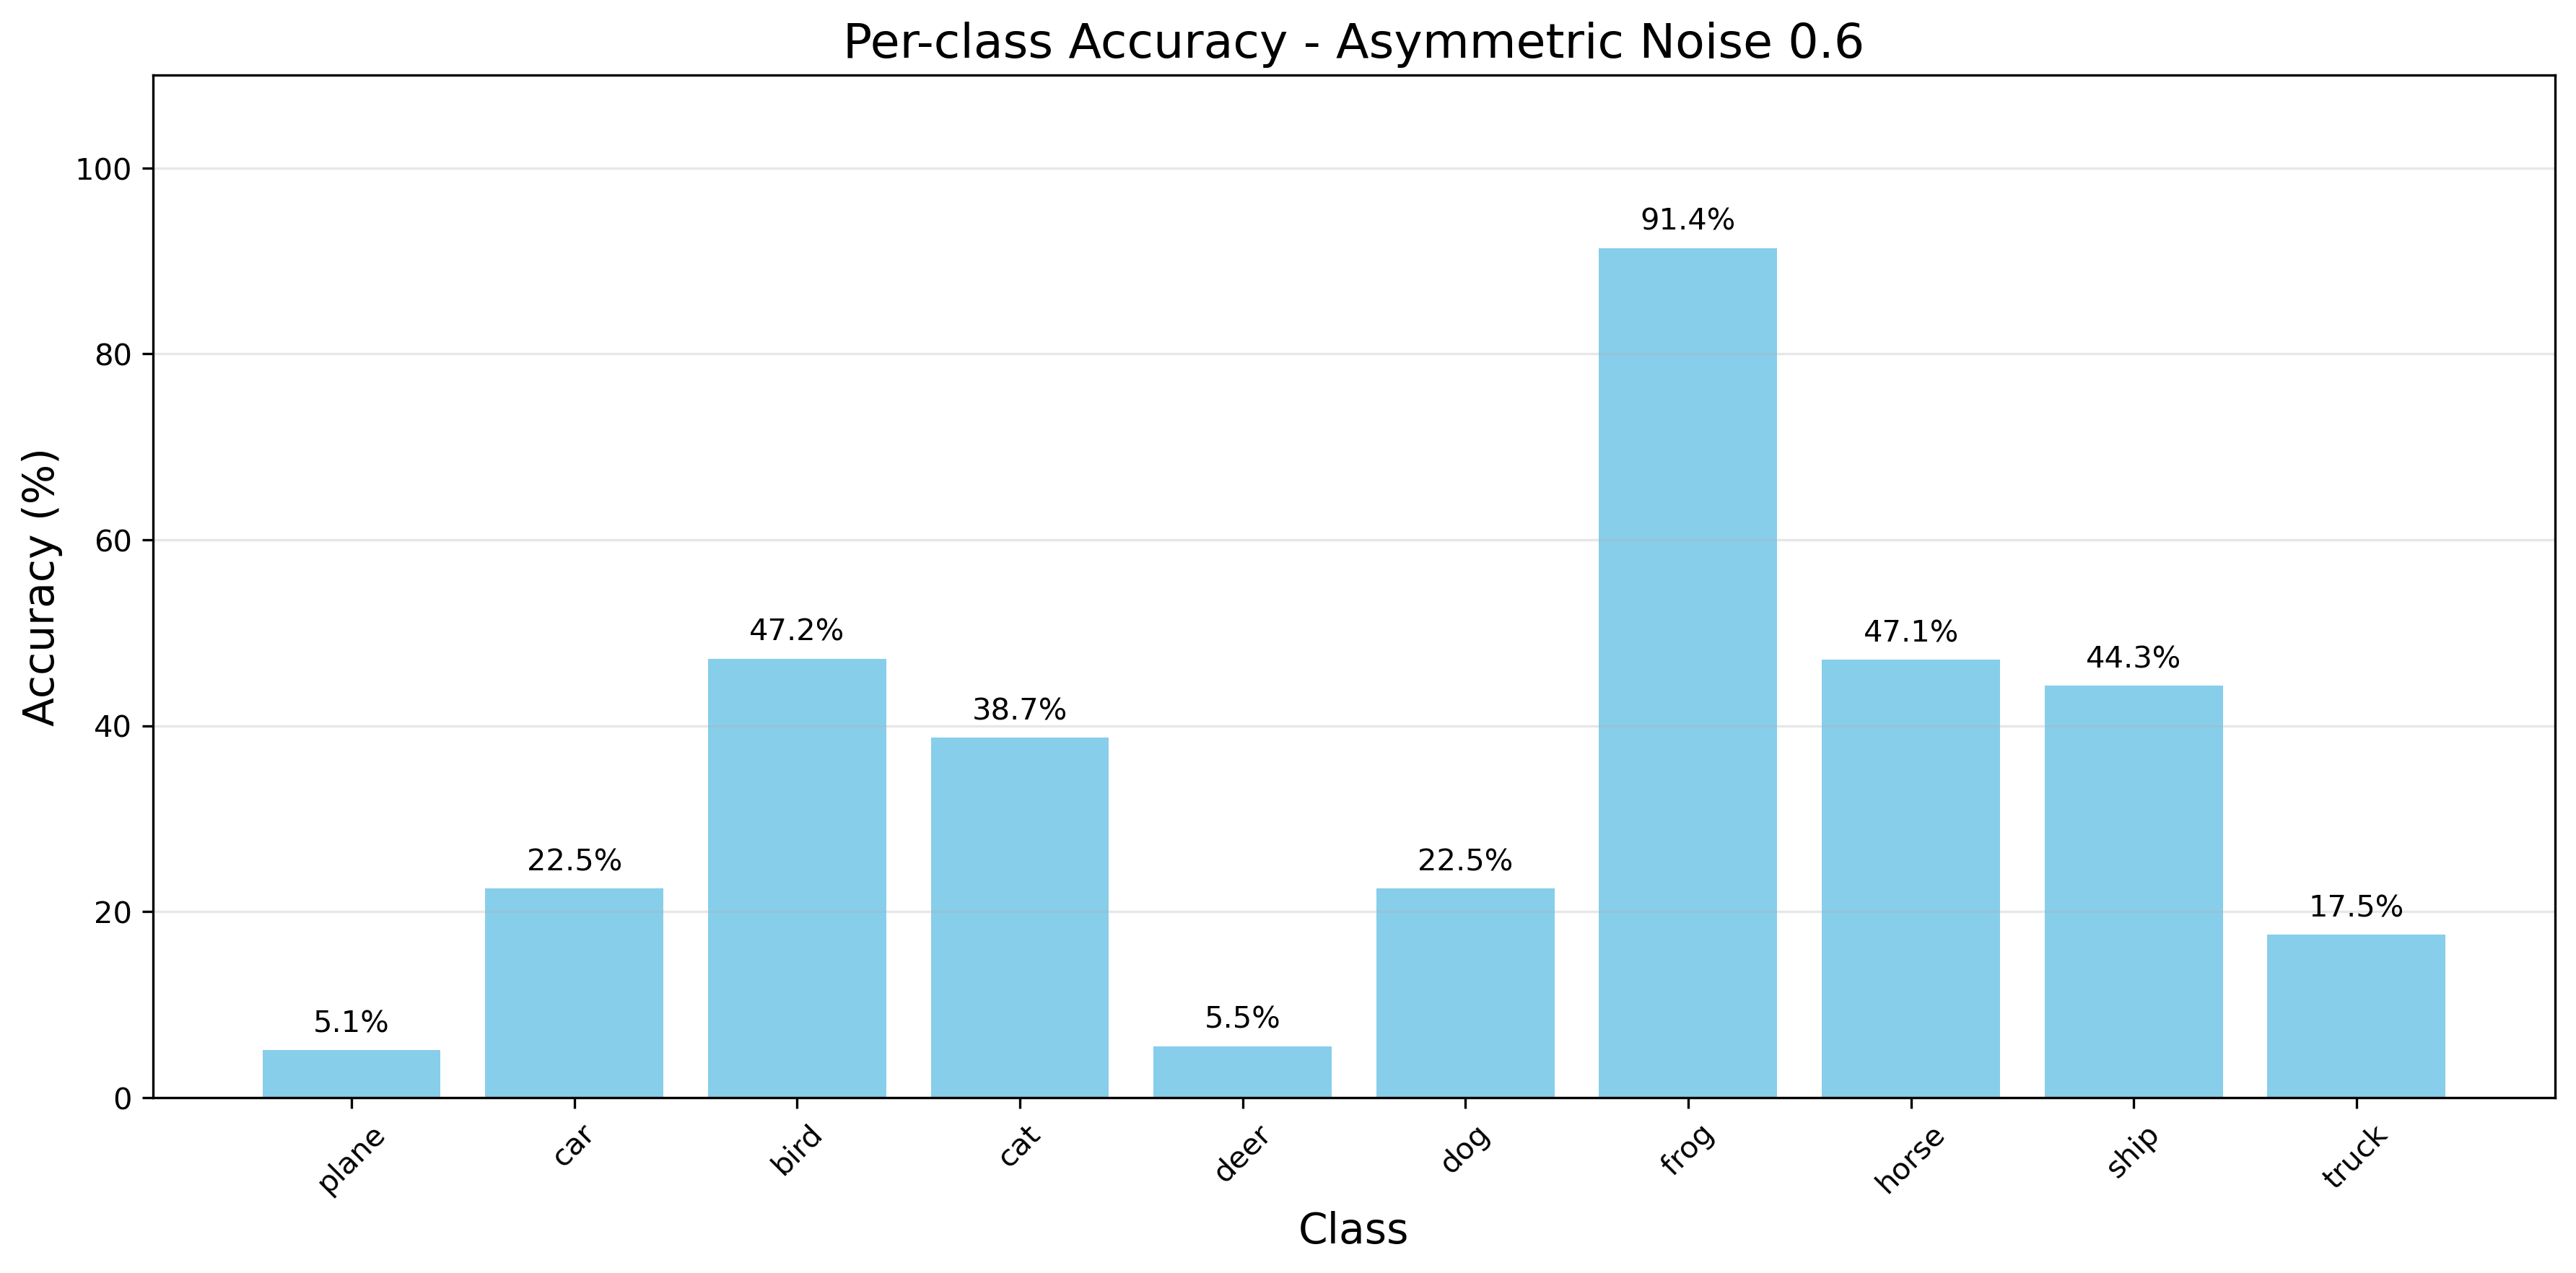 Per-class Accuracy - Asymmetric Noise 0.6
Accuracy (%)
100
80
60
40
20
0
5.1%
22.5%
47.2%
38.7%
5.5%
22.5%
91.4%
47.1%
44.3%
17.5%
plane
car
bird
cat
deer
dog
frog
horse
ship
truck
Class